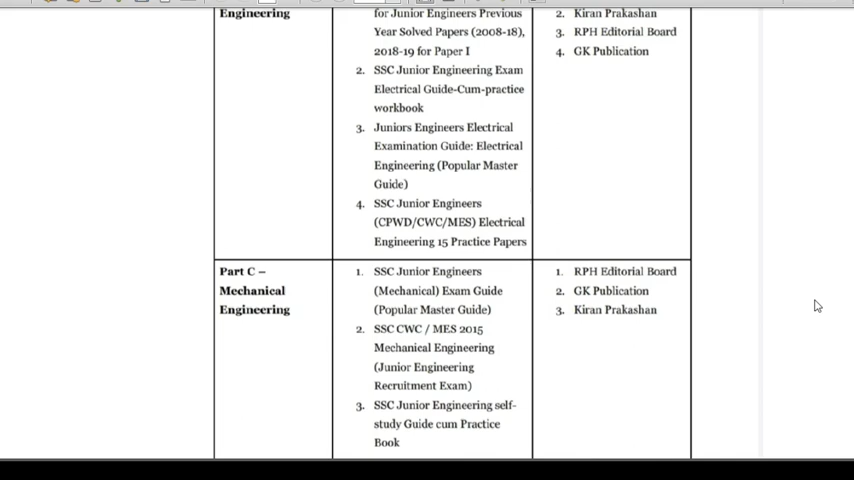 Engineering
for Junior Engineers Previous
Year Solved Papers (2008-18),
2018-19 for Paper I
2. SSC Junior Engineering Exam
Electrical Guide-Cum-practice
workbook
3. Juniors Engineers Electrical
Examination Guide: Electrical
Engineering (Popular Master
Guide)
4. SSC Junior Engineers
(CPWD/CWC/MES) Electrical
Engineering 15 Practice Papers
2. Kiran Prakashan
3. RPH Editorial Board
4. GK Publication
Part C –
Mechanical
Engineering
1. SSC Junior Engineers
(Mechanical) Exam Guide
(Popular Master Guide)
2. SSC CWC / MES 2015
Mechanical Engineering
(Junior Engineering
Recruitment Exam)
3. SSC Junior Engineering self-
study Guide cum Practice
Book
1. RPH Editorial Board
2. GK Publication
3. Kiran Prakashan